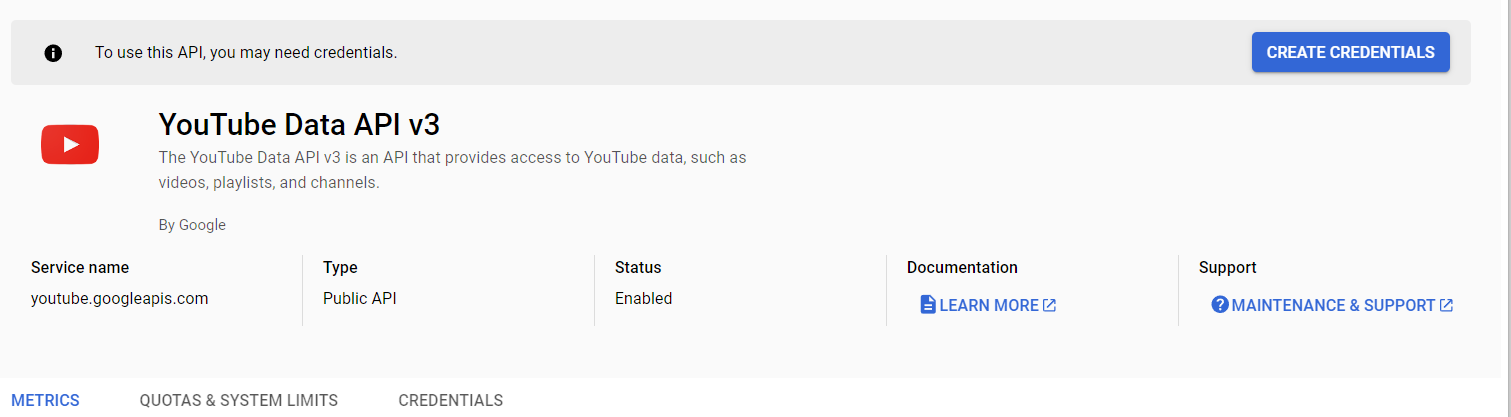 To use this API, you may need credentials.
CREATE CREDENTIALS
YouTube Data API v3
The YouTube Data API v3 is an API that provides access to YouTube data, such as
videos, playlists, and channels.
By Google
Service name
youtube.googleapis.com
Type
Public API
Status
Enabled
Documentation
LEARN MORE
Support
MAINTENANCE & SUPPORT
METRICS
QUOTAS & SYSTEM LIMITS
CREDENTIALS